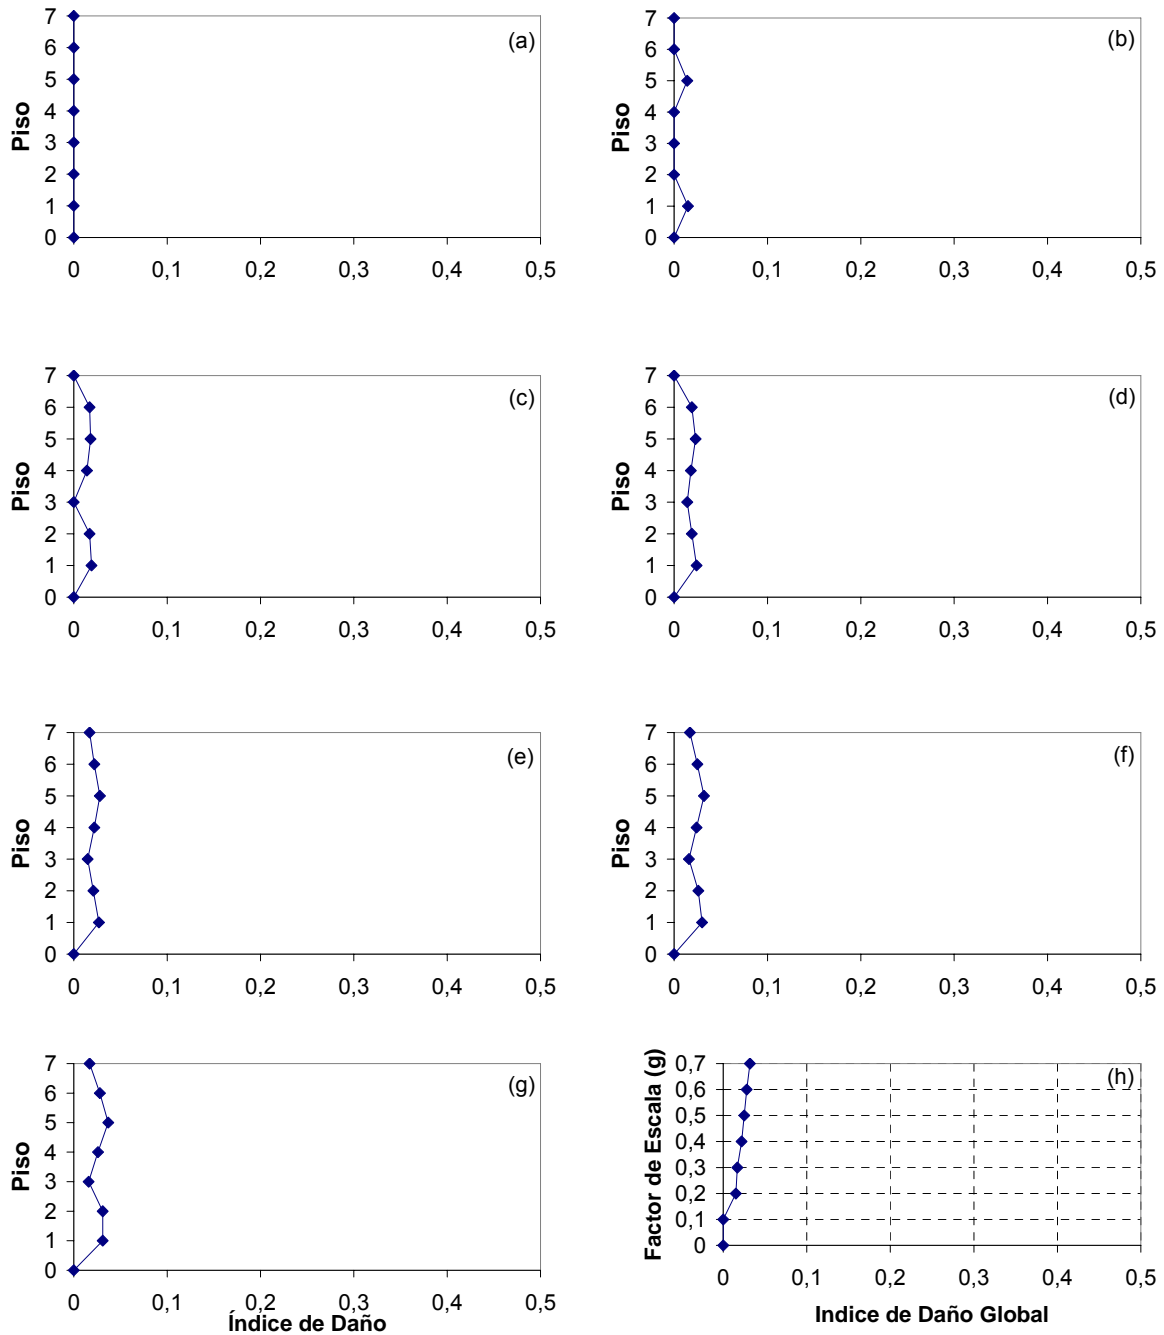 (a)
Piso
7
6
5
4
3
2
1
0
0 0,1 0,2 0,3 0,4 0,5
(b)
Piso
7
6
5
4
3
2
1
0
0 0,1 0,2 0,3 0,4 0,5
(c)
Piso
7
6
5
4
3
2
1
0
0 0,1 0,2 0,3 0,4 0,5
(d)
Piso
7
6
5
4
3
2
1
0
0 0,1 0,2 0,3 0,4 0,5
(e)
Piso
7
6
5
4
3
2
1
0
0 0,1 0,2 0,3 0,4 0,5
(f)
Piso
7
6
5
4
3
2
1
0
0 0,1 0,2 0,3 0,4 0,5
(g)
Piso
7
6
5
4
3
2
1
0
0 0,1 0,2 0,3 0,4 0,5
Índice de Daño
(h)
Factor de Escala (g)
0,7
0,6
0,5
0,4
0,3
0,2
0,1
0
0 0,1 0,2 0,3 0,4 0,5
Indice de Daño Global